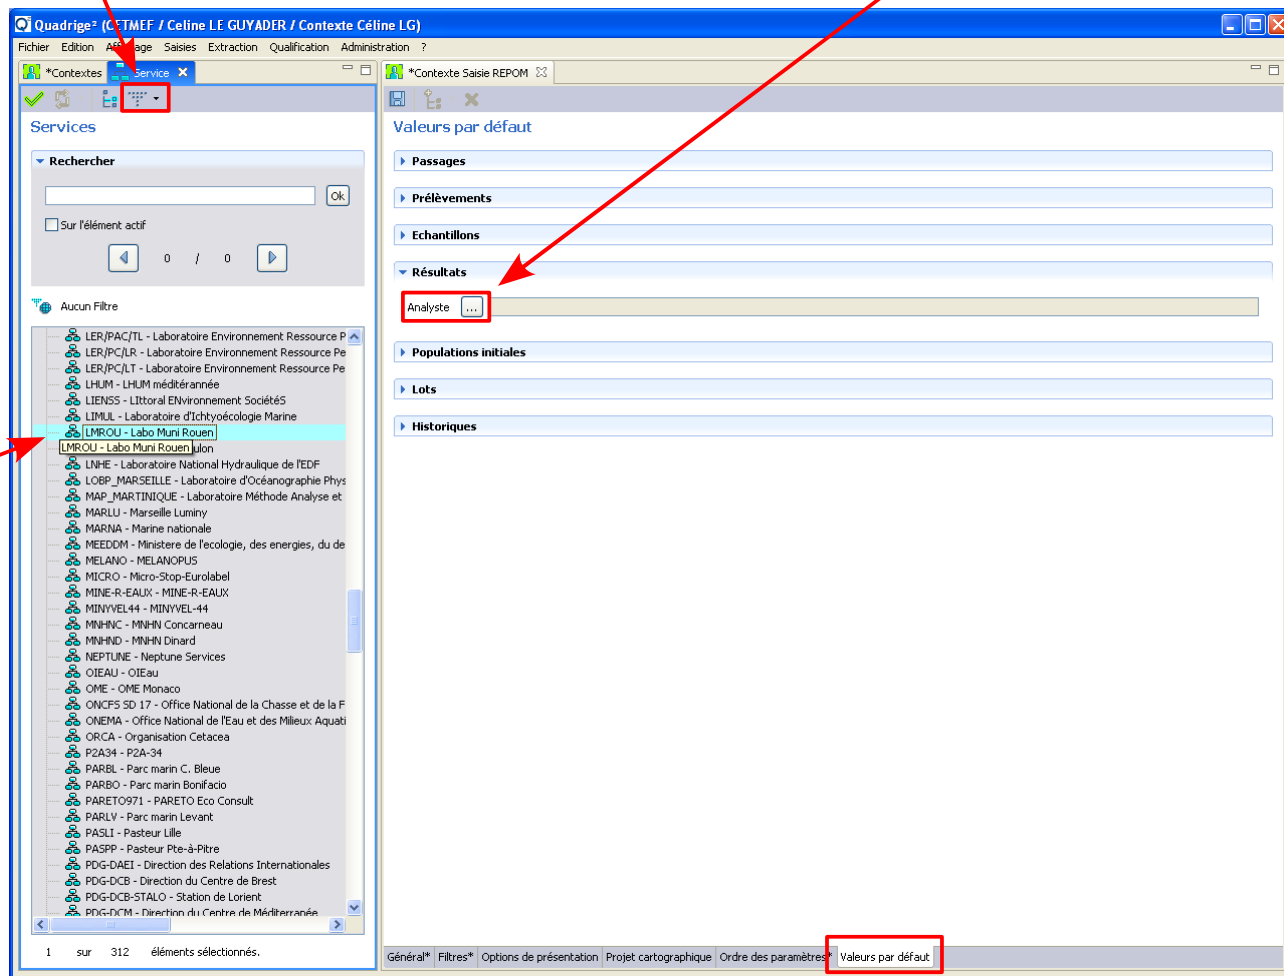 Quadrige² (CETMEF / Celine LE GUYADER / Contexte Céline LG)
Fichier Edition Affichage Saisies Extraction Qualification Administration ?
*Contextes Service
Services
Rechercher
Ok
Sur l'élément actif
0 / 0
Aucun Filtre
LER/PAC/TL - Laboratoire Environnement Ressource P
LER/PC/LR - Laboratoire Environnement Ressource Pe
LER/PC/LT - Laboratoire Environnement Ressource Pe
LHUM - LHUM méditérannée
LIENSS - LIttoral ENvironnement SociétéS
LIMUL - Laboratoire d'Ichtyoécologie Marine
LMROU - Labo Muni Rouen
LMROU - Labo Muni Rouen ulon
LNHE - Laboratoire National Hydraulique de l'EDF
LOBP_MARSEILLE - Laboratoire d'Océanographie Phys
MAP_MARTINIQUE - Laboratoire Méthode Analyse et
MARLU - Marseille Luminy
MARNA - Marine nationale
MEEDDM - Ministere de l'ecologie, des energies, du de
MELANO - MELANOPUS
MICRO - Micro-Stop-Eurolabel
MINE-R-EAUX - MINE-R-EAUX
MINYVEL44 - MINYVEL-44
MNHNC - MNHN Concarneau
MNHND - MNHN Dinard
NEPTUNE - Neptune Services
OIEAU - OIEau
OME - OME Monaco
ONCFS SD 17 - Office National de la Chasse et de la F
ONEMA - Office National de l'Eau et des Milieux Aquati
ORCA - Organisation Cetacea
P2A34 - P2A-34
PARBL - Parc marin C. Bleue
PARBO - Parc marin Bonifacio
PARETO971 - PARETO Eco Consult
PARLV - Parc marin Levant
PASLI - Pasteur Lille
PASPP - Pasteur Pte-à-Pitre
PDG-DAEI - Direction des Relations Internationales
PDG-DCB - Direction du Centre de Brest
PDG-DCB-STALO - Station de Lorient
PDG-DCM - Direction du Centre de Méditerranée
1 sur 312 éléments sélectionnés.
*Contexte Saisie REPOM
Valeurs par défaut
Passages
Prélèvements
Echantillons
Résultats
Analyste ...
Populations initiales
Lots
Historiques
Général* Filtres* Options de présentation Projet cartographique Ordre des paramètres* Valeurs par défaut